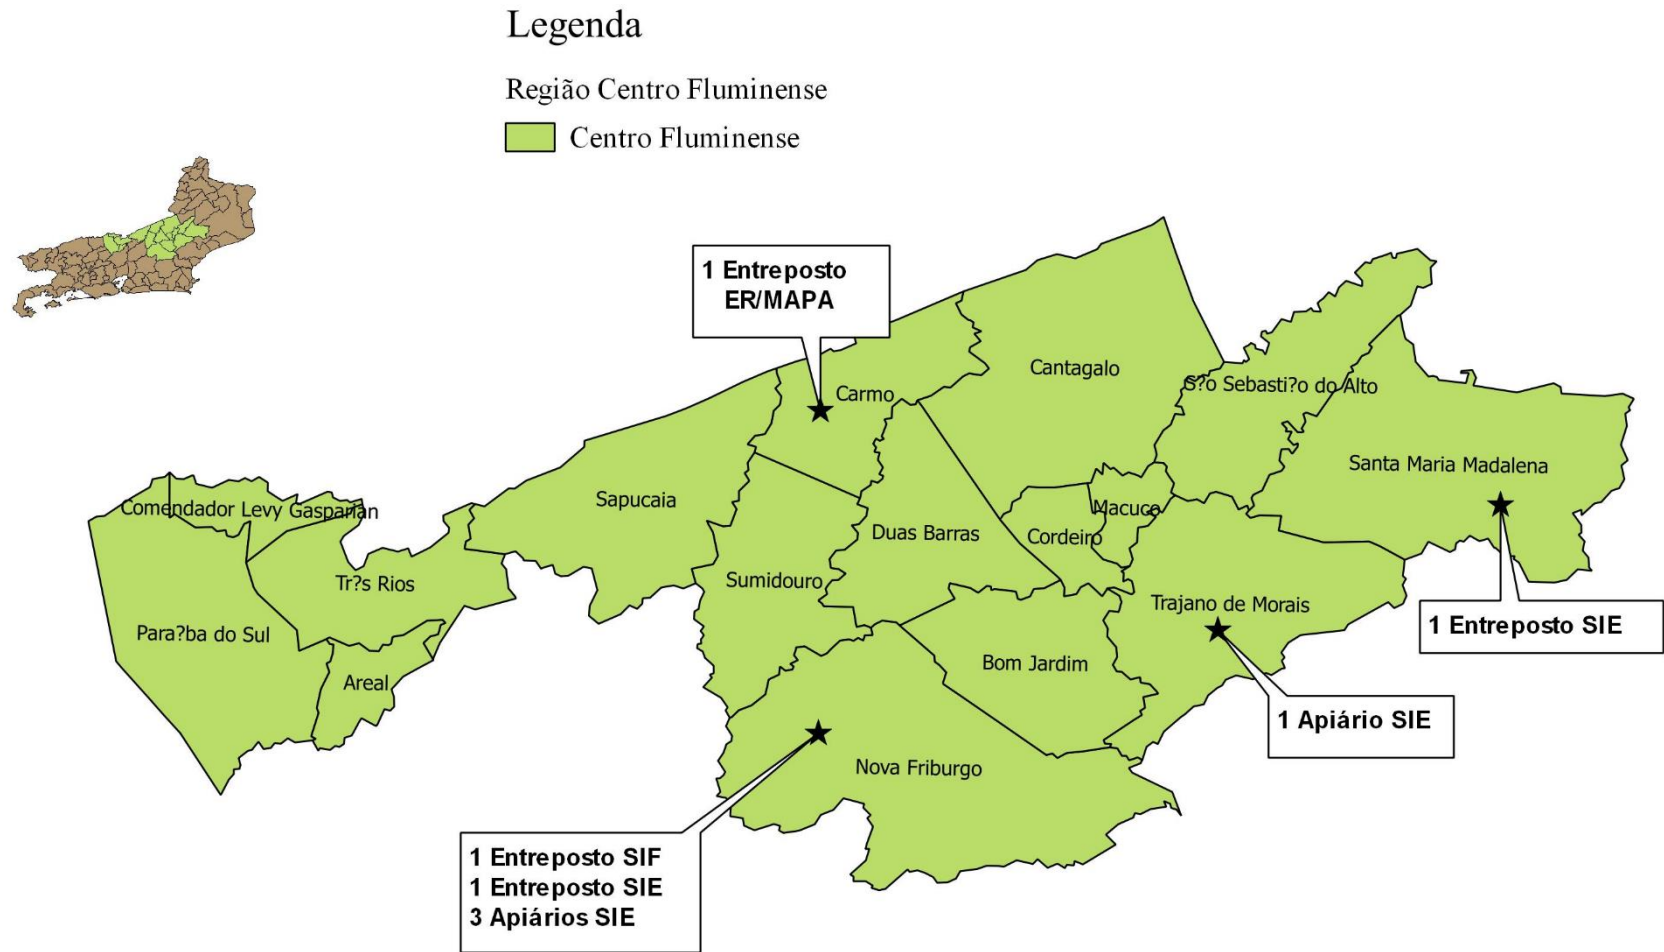 Legenda
Região Centro Fluminense
Centro Fluminense
1 Entreposto
ER/MAPA
Carmo
Cantagalo
S?o Sebasti?o do Alto
Santa Maria Madalena
Sapucaia
Comendador Levy Gasparian
Macuco
Duas Barras
Cordeiro
Tr?s Rios
Sumidouro
Trajano de Morais
1 Entreposto SIE
Para?ba do Sul
Bom Jardim
Areal
1 Apiário SIE
Nova Friburgo
1 Entreposto SIF
1 Entreposto SIE
3 Apiários SIE